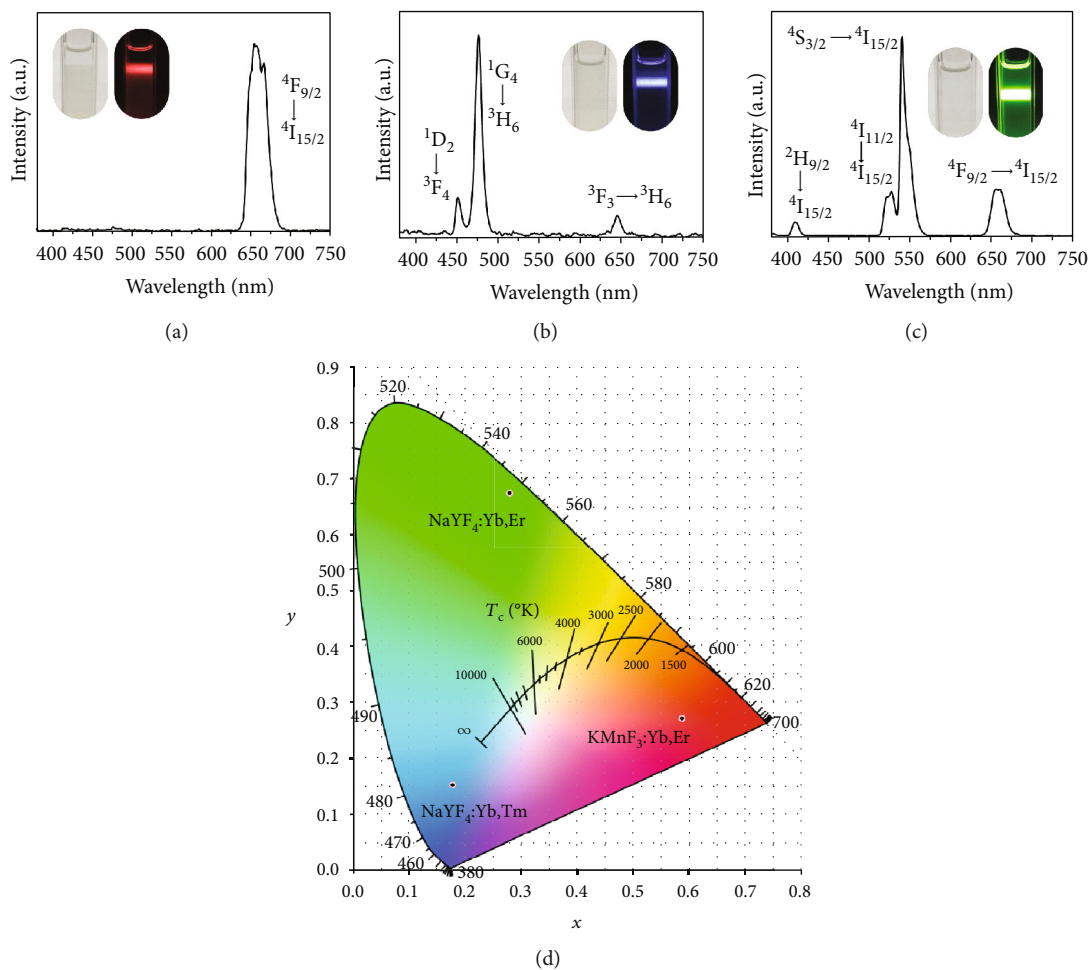 Intensity (a.u.)
⁴F₉/₂
↓
⁴I₁₅/₂
400 450 500 550 600 650 700 750
Wavelength (nm)
(a)
Intensity (a.u.)
¹G₄
↓
³H₆
¹D₂
↓
³F₄
³F₃ → ³H₆
400 450 500 550 600 650 700 750
Wavelength (nm)
(b)
Intensity (a.u.)
⁴S₃/₂ → ⁴I₁₅/₂
⁴I₁₁/₂
↓
⁴I₁₅/₂
²H₉/₂
↓
⁴I₁₅/₂
⁴F₉/₂ → ⁴I₁₅/₂
400 450 500 550 600 650 700 750
Wavelength (nm)
(c)
0.9
0.8
0.7
0.6
0.5
0.4
0.3
0.2
0.1
0.0
y
520
540
560
580
600
620
700
500
490
480
470
460
380
NaYF₄:Yb,Er
T_c (°K)
∞
10000
6000
4000
3000
2500
2000
1500
KMnF₃:Yb,Er
NaYF₄:Yb,Tm
0.0 0.1 0.2 0.3 0.4 0.5 0.6 0.7 0.8
x
(d)